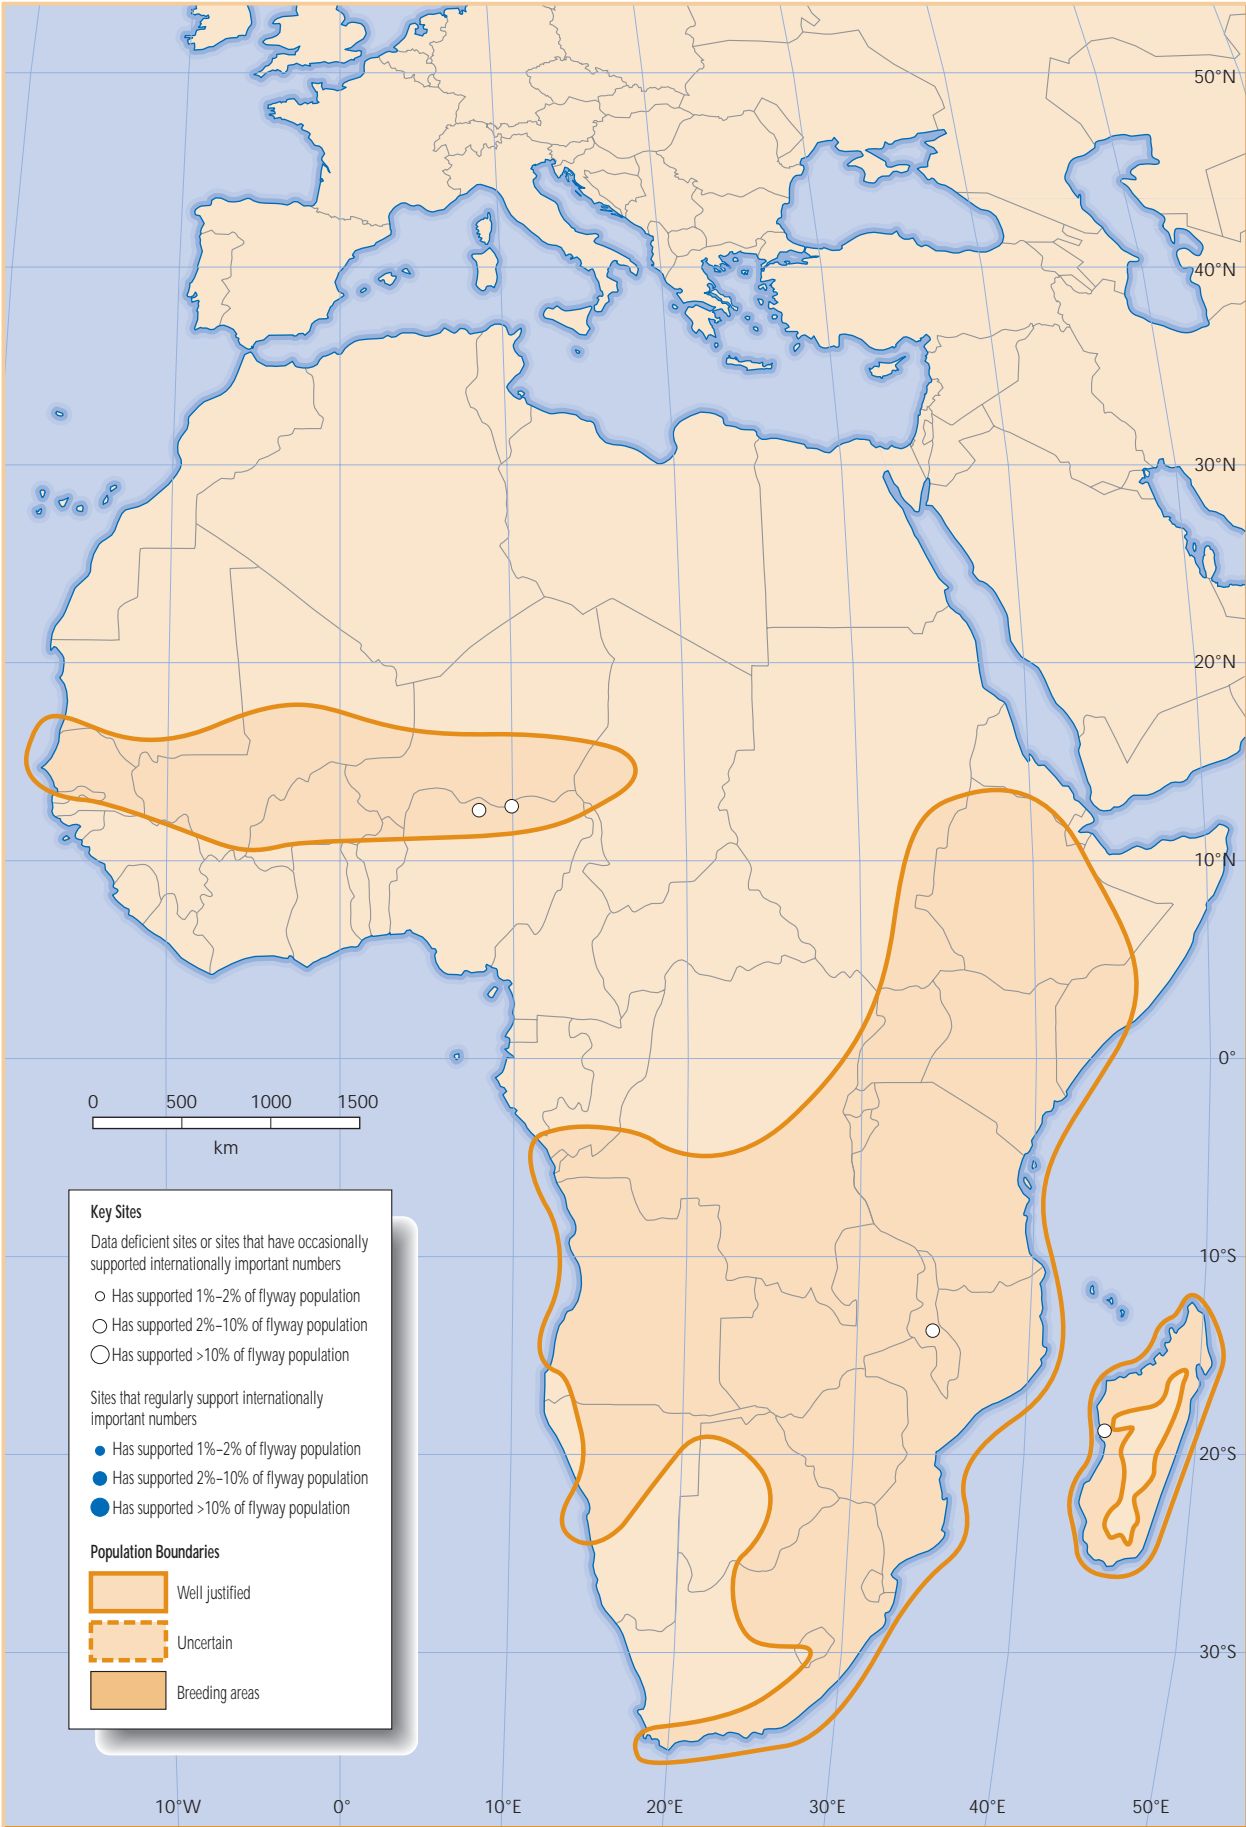 50°N
40°N
30°N
20°N
10°N
0°
0 500 1000 1500
km
Key Sites
Data deficient sites or sites that have occasionally
supported internationally important numbers
Has supported 1%–2% of flyway population
Has supported 2%–10% of flyway population
Has supported >10% of flyway population
Sites that regularly support internationally
important numbers
Has supported 1%–2% of flyway population
Has supported 2%–10% of flyway population
Has supported >10% of flyway population
Population Boundaries
Well justified
Uncertain
Breeding areas
10°S
20°S
30°S
10°W 0° 10°E 20°E 30°E 40°E 50°E